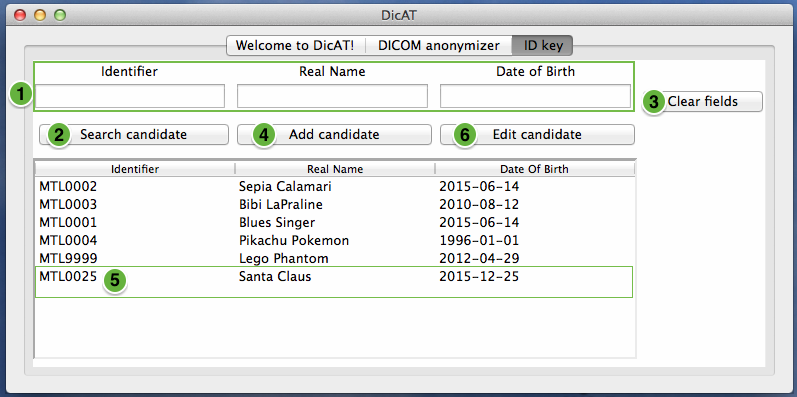 DicAT
Welcome to DicAT! DICOM anonymizer ID key
Identifier Real Name Date of Birth
1
3 Clear fields
2 Search candidate 4 Add candidate 6 Edit candidate
Identifier Real Name Date Of Birth
MTL0002 Sepia Calamari 2015-06-14
MTL0003 Bibi LaPraline 2010-08-12
MTL0001 Blues Singer 2015-06-14
MTL0004 Pikachu Pokemon 1996-01-01
MTL9999 Lego Phantom 2012-04-29
MTL0025 5 Santa Claus 2015-12-25